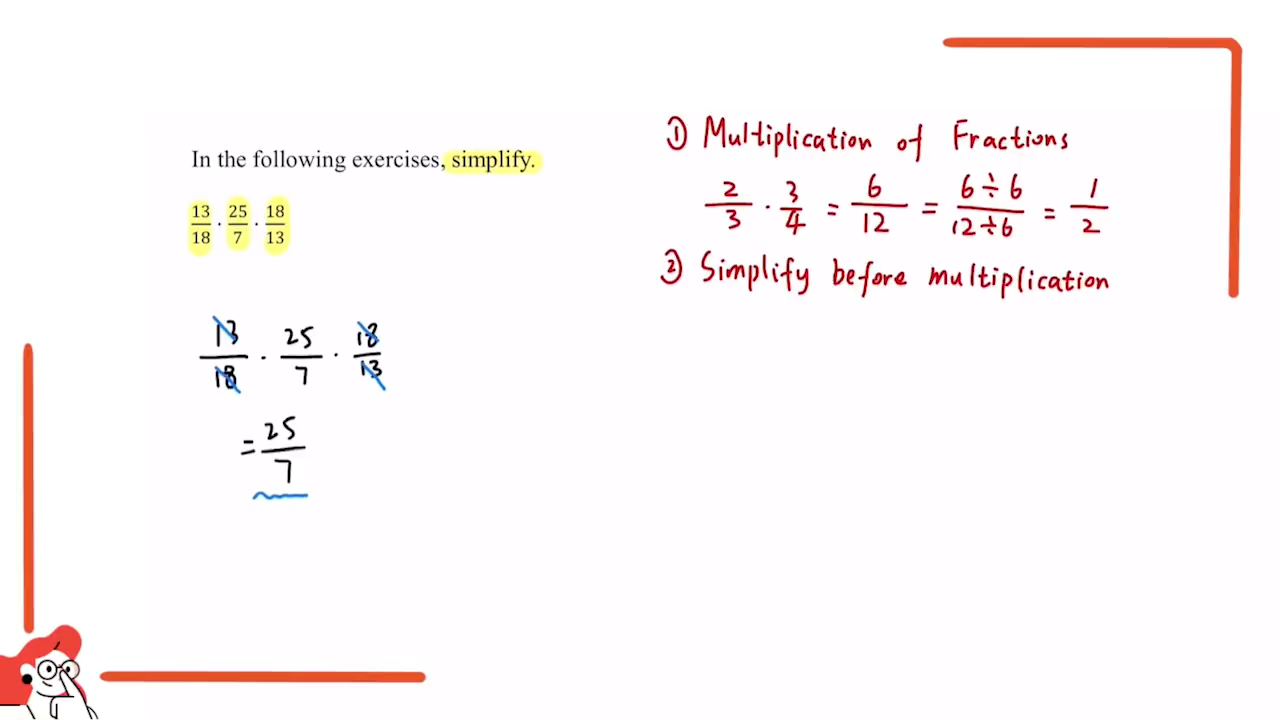 In the following exercises, simplify.
13/18 · 25/7 · 18/13
13/18 · 25/7 · 18/13
= 25/7
① Multiplication of Fractions
2/3 · 3/4 = 6/12 = 6÷6/12÷6 = 1/2
② Simplify before multiplication